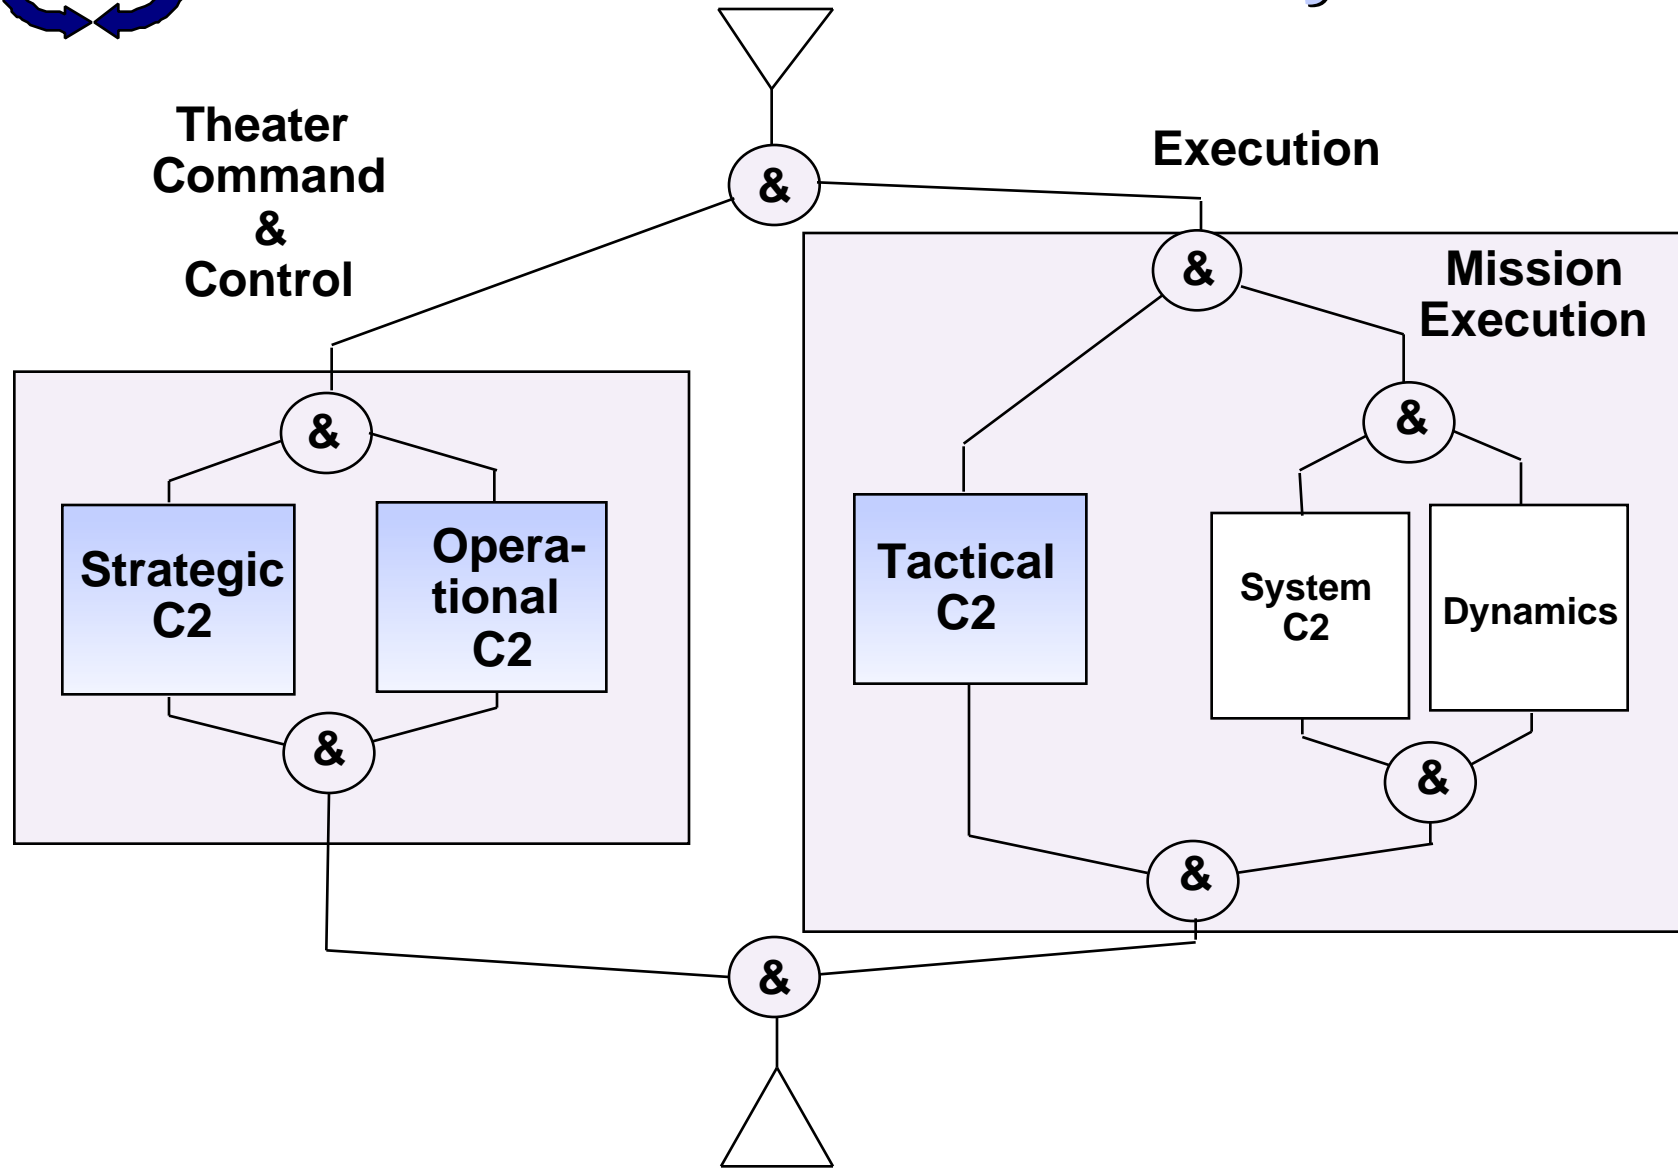 Theater
Command
&
Control
&
Execution
&
Mission
Execution
&
&
Strategic
C2
Opera-
tional
C2
Tactical
C2
System
C2
Dynamics
&
&
&
&